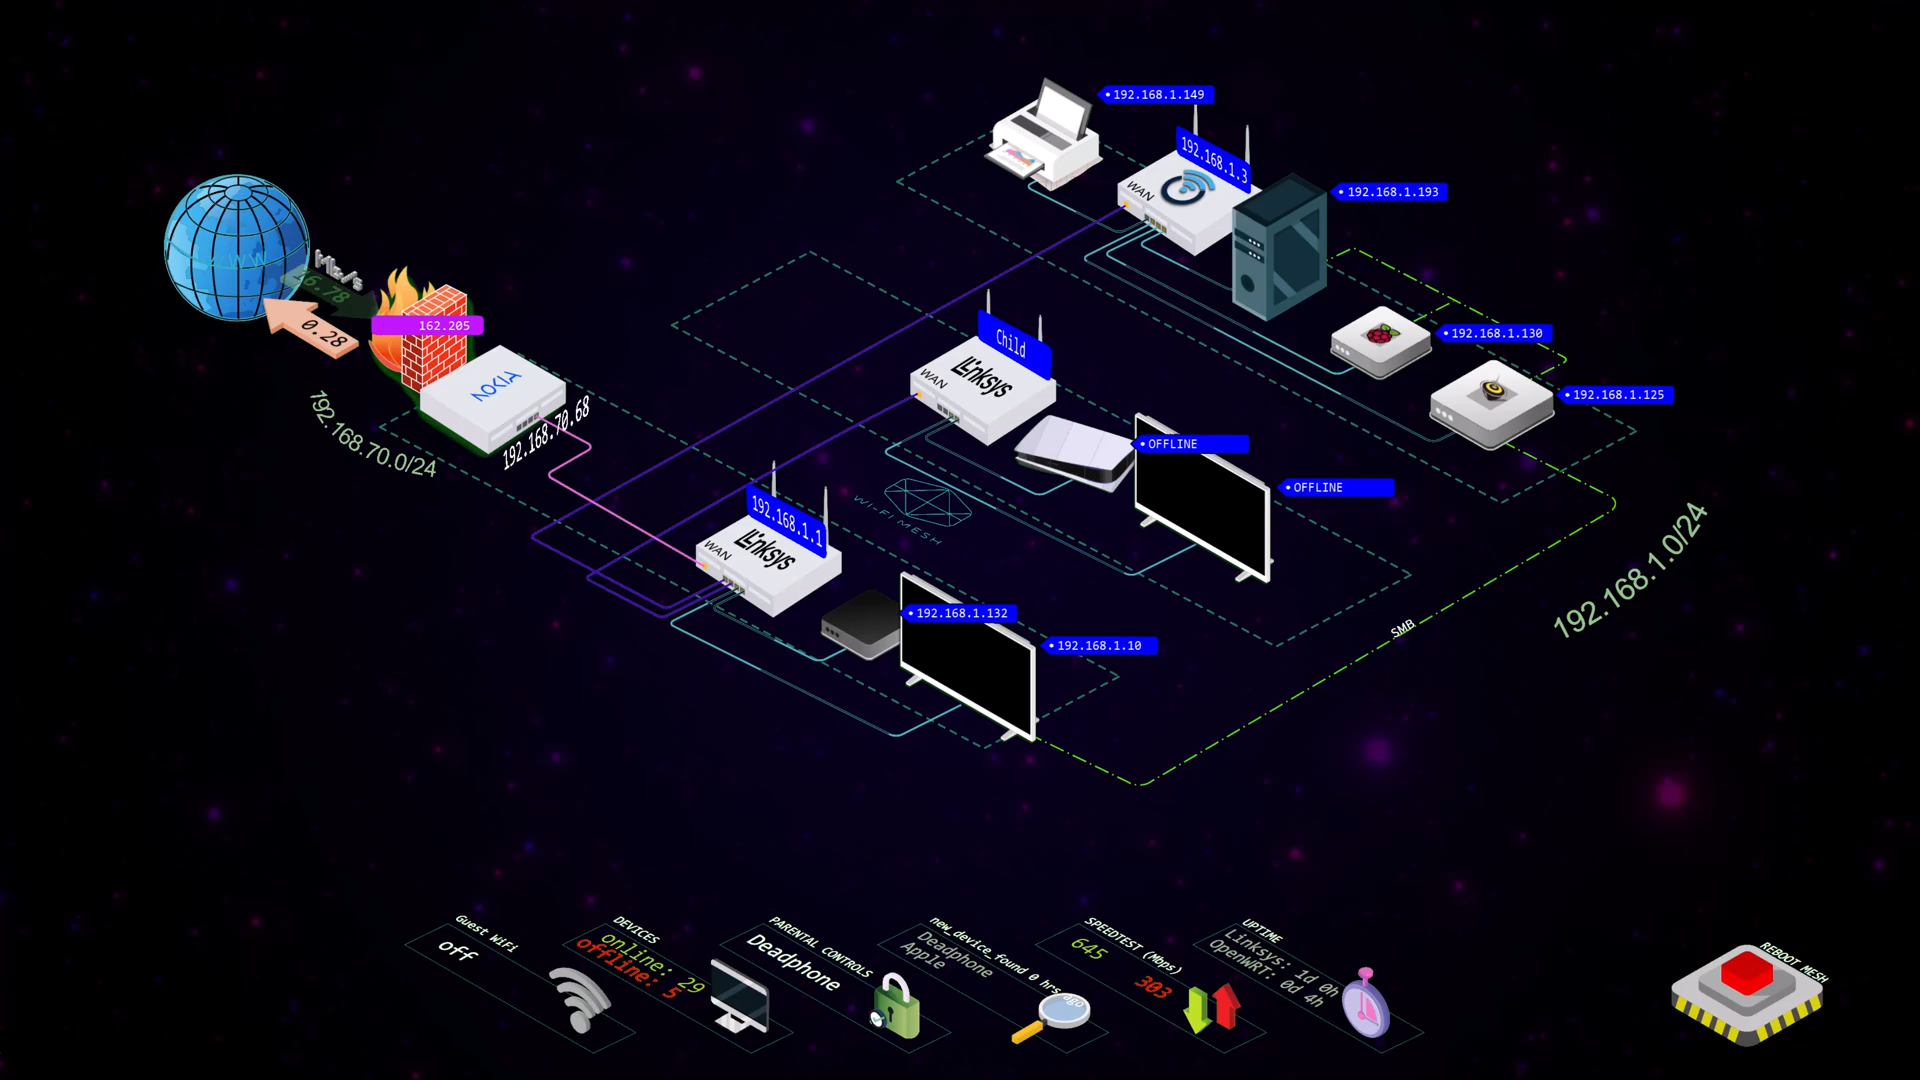 192.168.1.149
192.168.1.3
WAN
192.168.1.193
WWW
Mb/s
16.78
0.28
162.205
NOKIA
192.168.70.68
192.168.70.0/24
Child
Linksys
WAN
192.168.1.130
192.168.1.125
OFFLINE
OFFLINE
WI-FI MESH
192.168.1.1
Linksys
WAN
192.168.1.132
192.168.1.10
SMB
192.168.1.0/24
Guest WiFi
off
DEVICES
online: 29
offline: 5
PARENTAL CONTROLS
Deadphone
new_device_found 0 hrs ago
Deadphone
Apple
SPEEDTEST (Mbps)
645
303
UPTIME
Linksys: 1d 0h
OpenWRT: 0d 4h
REBOOT MESH